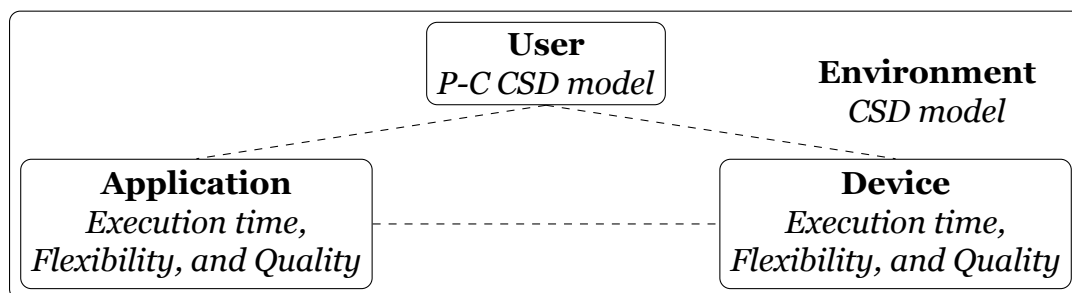 User
P-C CSD model
Environment
CSD model
Application
Execution time,
Flexibility, and Quality
Device
Execution time,
Flexibility, and Quality